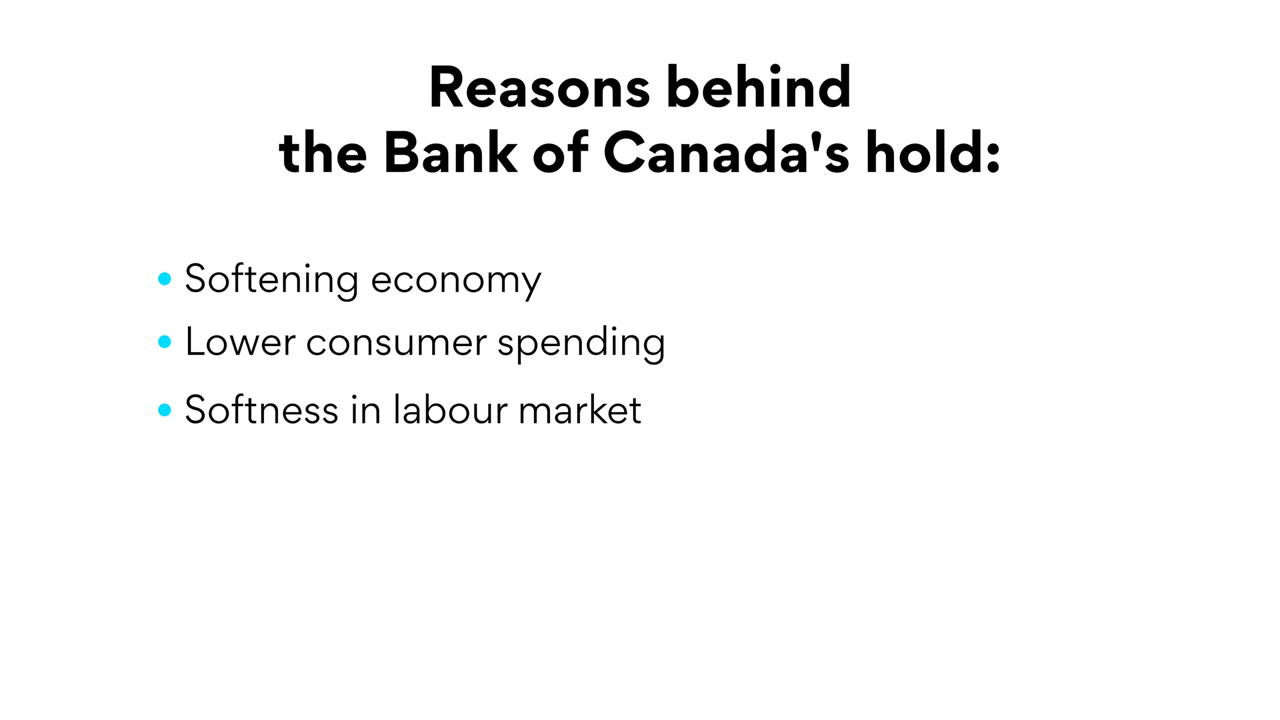 Reasons behind
the Bank of Canada's hold:
• Softening economy
• Lower consumer spending
• Softness in labour market